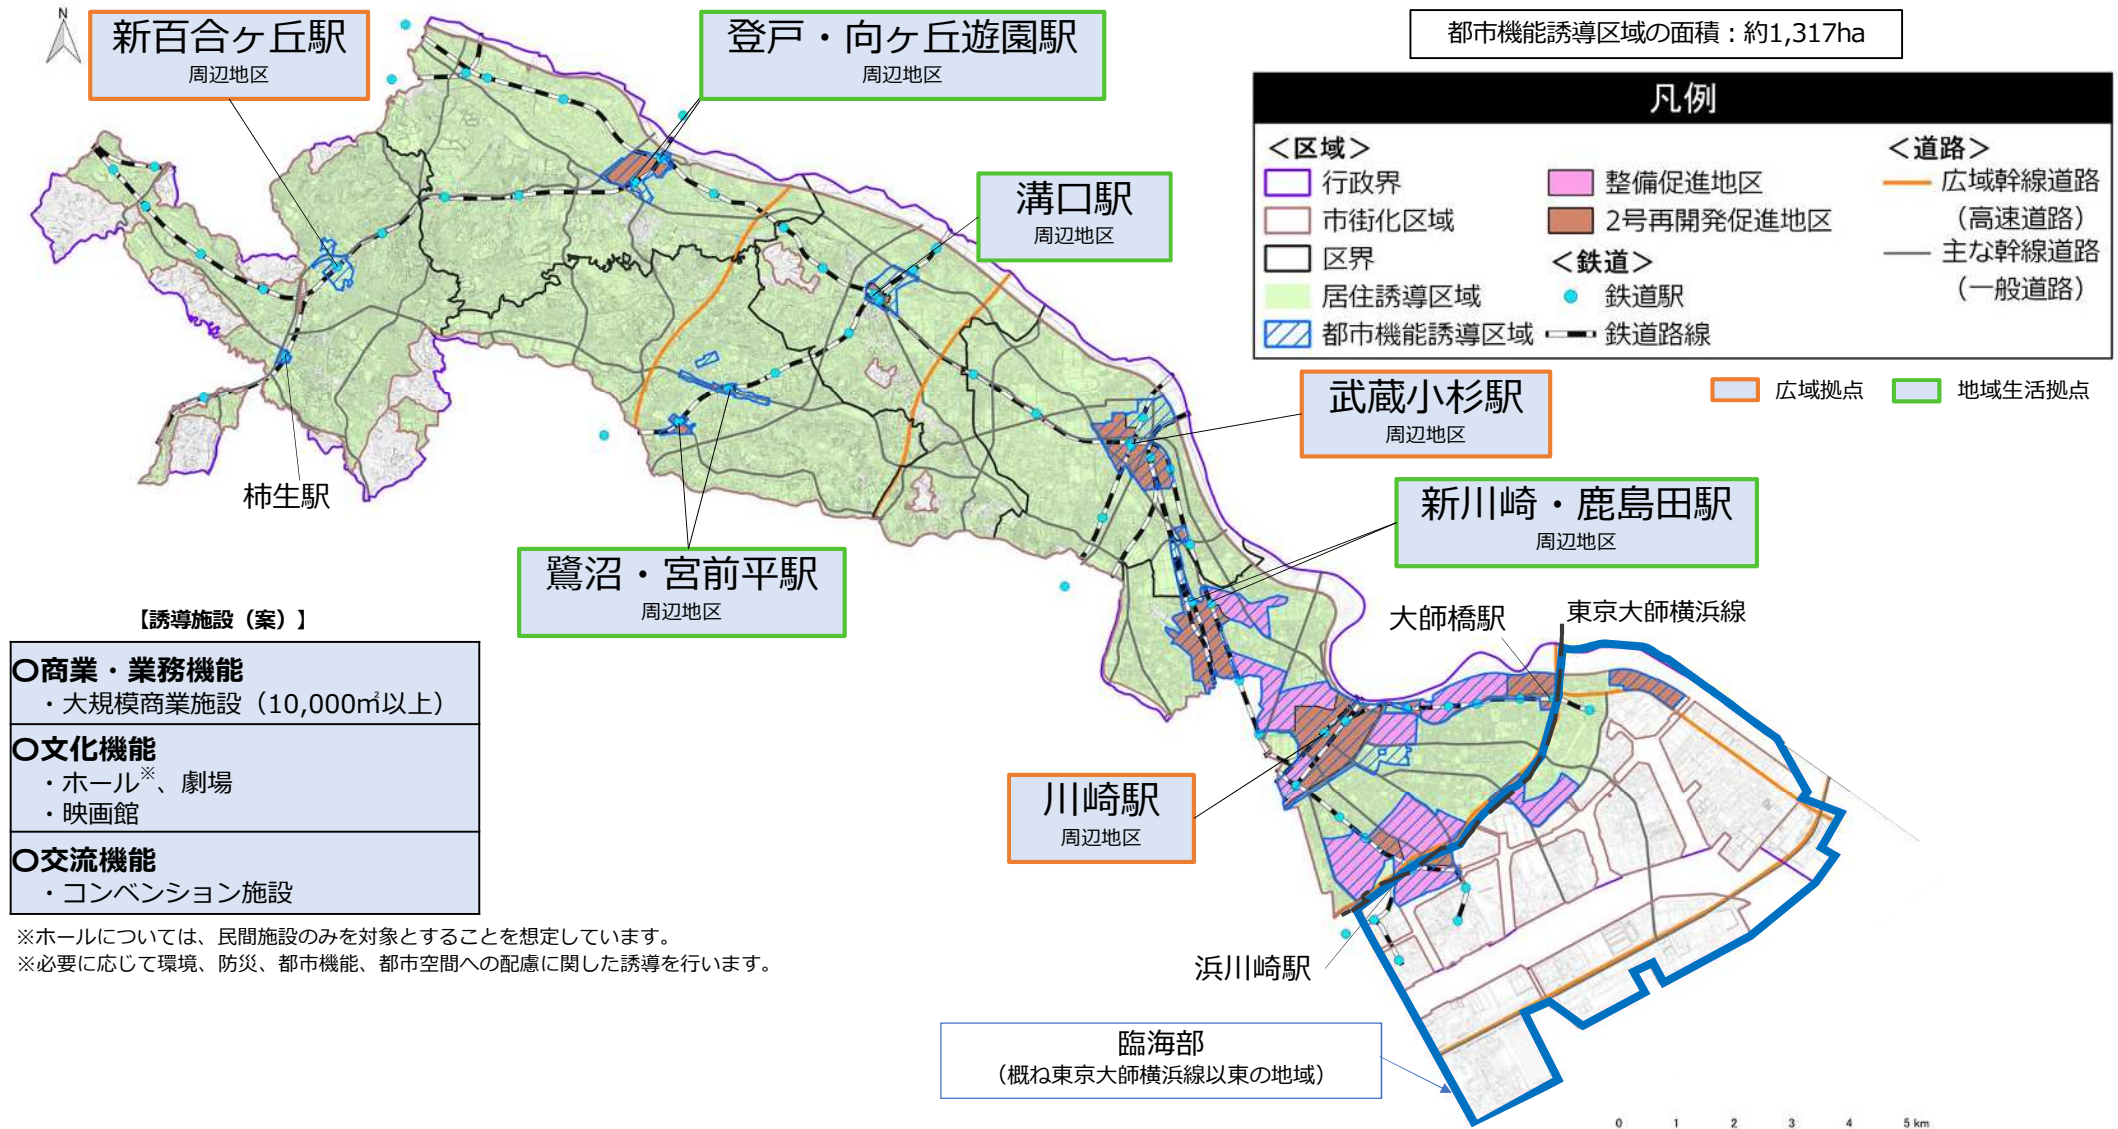 N
新百合ヶ丘駅
周辺地区
登戸・向ヶ丘遊園駅
周辺地区
都市機能誘導区域の面積：約1,317ha
凡例
＜区域＞
行政界
市街化区域
区界
居住誘導区域
都市機能誘導区域
整備促進地区
2号再開発促進地区
＜鉄道＞
鉄道駅
鉄道路線
＜道路＞
広域幹線道路
（高速道路）
主な幹線道路
（一般道路）
広域拠点
地域生活拠点
溝口駅
周辺地区
武蔵小杉駅
周辺地区
柿生駅
新川崎・鹿島田駅
周辺地区
鷺沼・宮前平駅
周辺地区
大師橋駅
東京大師横浜線
【誘導施設（案）】
〇商業・業務機能
・大規模商業施設（10,000㎡以上）
〇文化機能
・ホール※、劇場
・映画館
〇交流機能
・コンベンション施設
※ホールについては、民間施設のみを対象とすることを想定しています。
※必要に応じて環境、防災、都市機能、都市空間への配慮に関した誘導を行います。
川崎駅
周辺地区
浜川崎駅
臨海部
（概ね東京大師横浜線以東の地域）
0 1 2 3 4 5 km